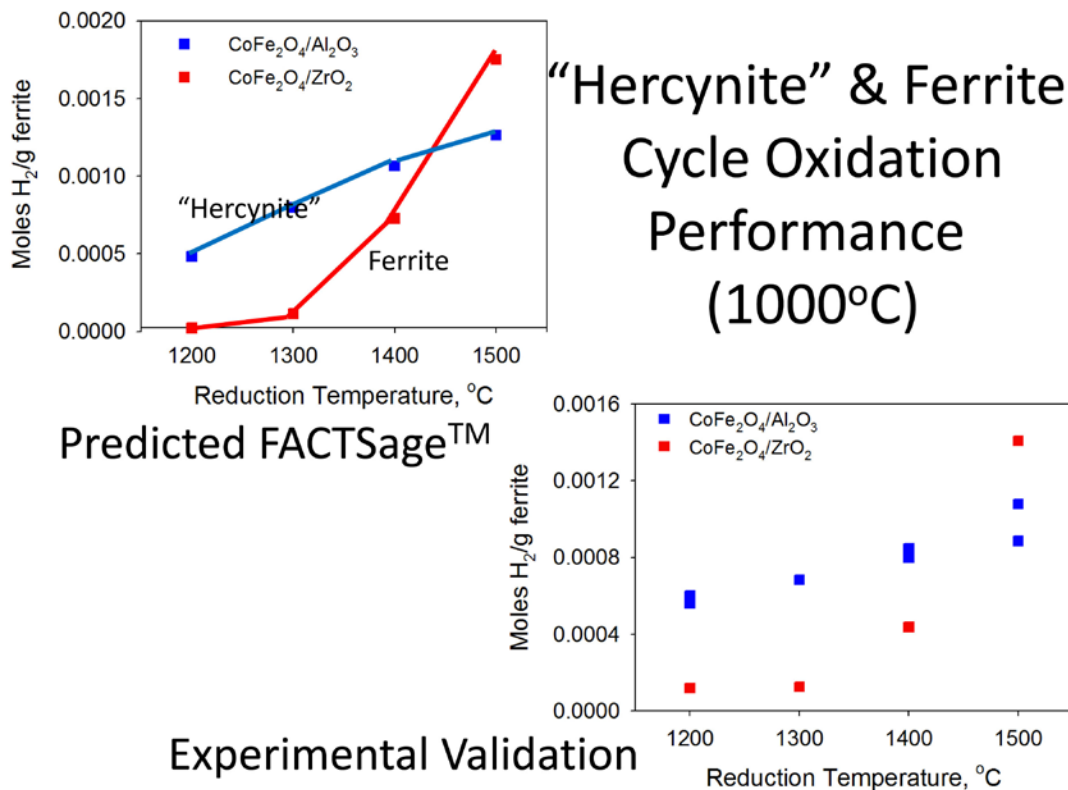 0.0020
0.0015
0.0010
0.0005
0.0000
Moles H₂/g ferrite
CoFe₂O₄/Al₂O₃
CoFe₂O₄/ZrO₂
"Hercynite"
Ferrite
1200 1300 1400 1500
Reduction Temperature, °C
Predicted FACTSage™
“Hercynite” & Ferrite
Cycle Oxidation
Performance
(1000°C)
0.0016
0.0012
0.0008
0.0004
0.0000
Moles H₂/g ferrite
CoFe₂O₄/Al₂O₃
CoFe₂O₄/ZrO₂
1200 1300 1400 1500
Reduction Temperature, °C
Experimental Validation